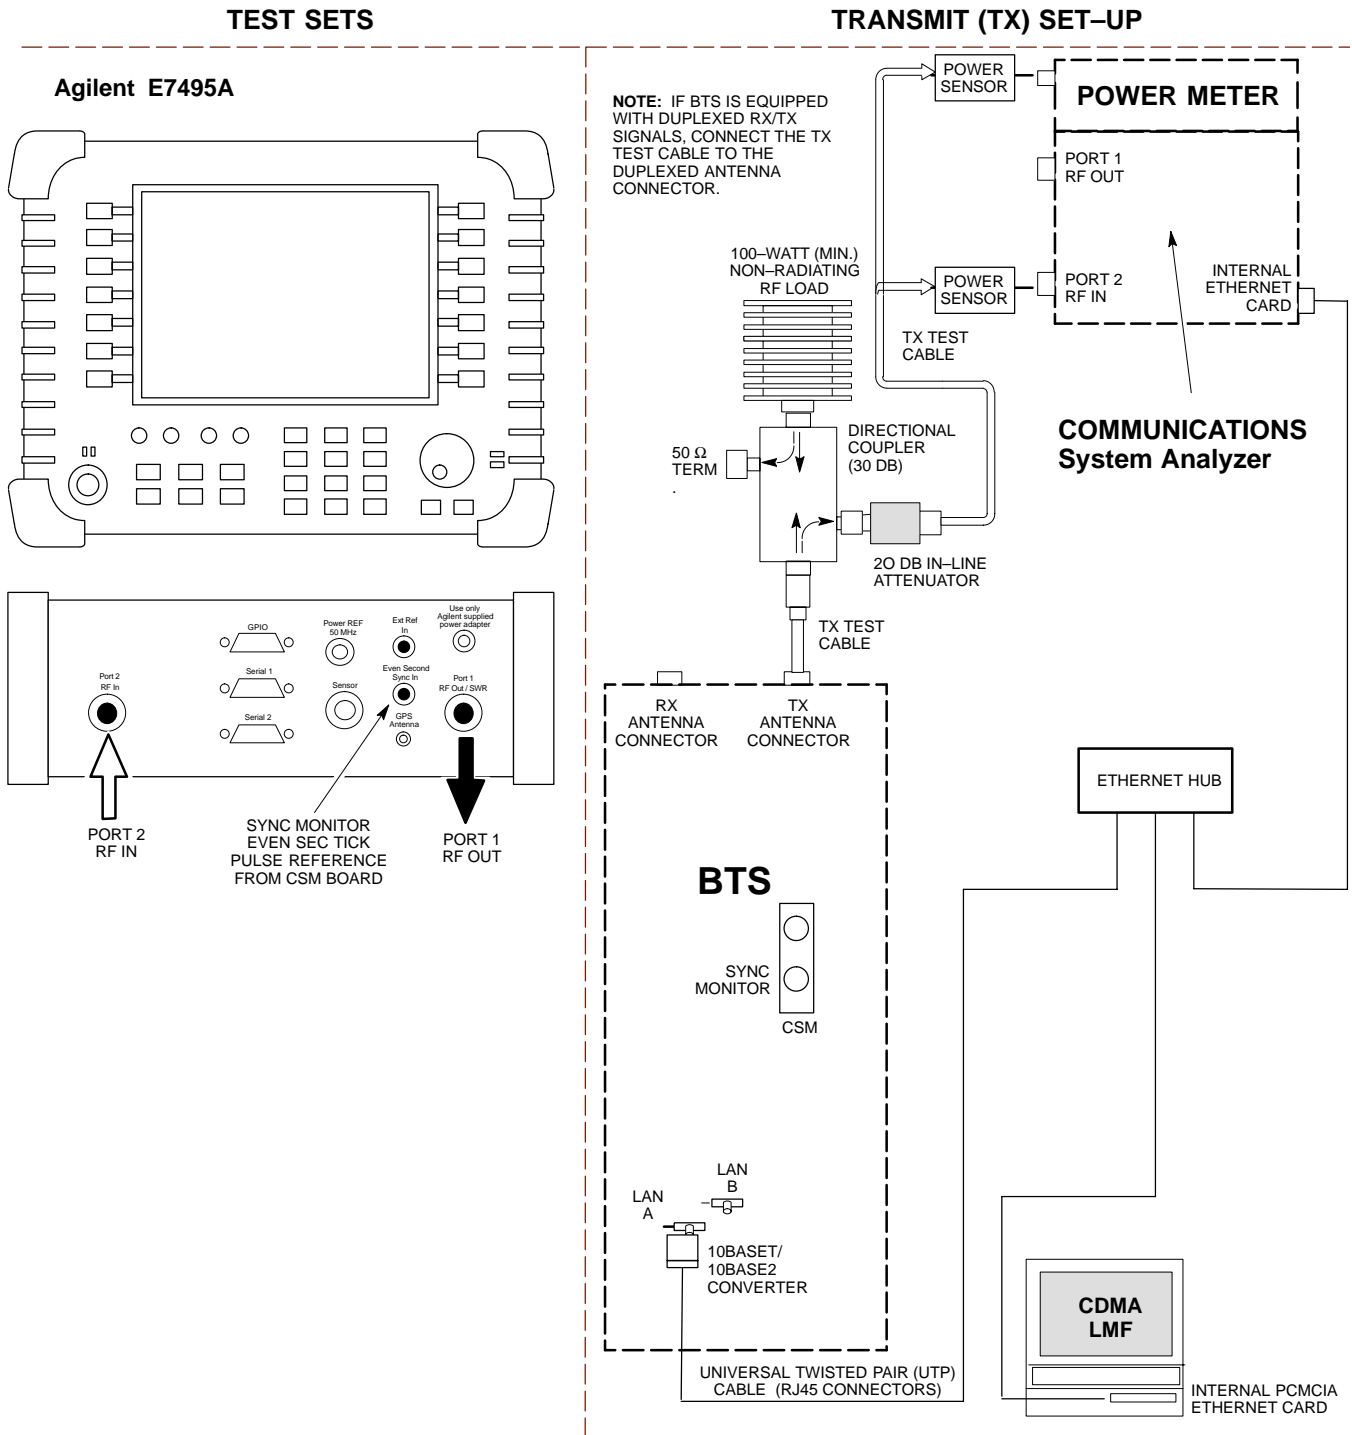 TEST SETS
TRANSMIT (TX) SET–UP
Agilent E7495A
NOTE: IF BTS IS EQUIPPED
WITH DUPLEXED RX/TX
SIGNALS, CONNECT THE TX
TEST CABLE TO THE
DUPLEXED ANTENNA
CONNECTOR.
POWER
SENSOR
POWER METER
PORT 1
RF OUT
100–WATT (MIN.)
NON–RADIATING
RF LOAD
POWER
SENSOR
PORT 2
RF IN
INTERNAL
ETHERNET
CARD
TX TEST
CABLE
COMMUNICATIONS
System Analyzer
50 Ω
TERM
.
DIRECTIONAL
COUPLER
(30 DB)
2O DB IN–LINE
ATTENUATOR
TX TEST
CABLE
GPIO
Serial 1
Serial 2
Power REF
50 MHz
Sensor
Ext Ref
In
Even Second
Sync In
GPS
Antenna
Use only
Agilent supplied
power adapter
Port 1
RF Out / SWR
Port 2
RF In
PORT 2
RF IN
SYNC MONITOR
EVEN SEC TICK
PULSE REFERENCE
FROM CSM BOARD
PORT 1
RF OUT
RX
ANTENNA
CONNECTOR
TX
ANTENNA
CONNECTOR
ETHERNET HUB
BTS
SYNC
MONITOR
CSM
LAN
B
LAN
A
10BASET/
10BASE2
CONVERTER
UNIVERSAL TWISTED PAIR (UTP)
CABLE (RJ45 CONNECTORS)
CDMA
LMF
INTERNAL PCMCIA
ETHERNET CARD